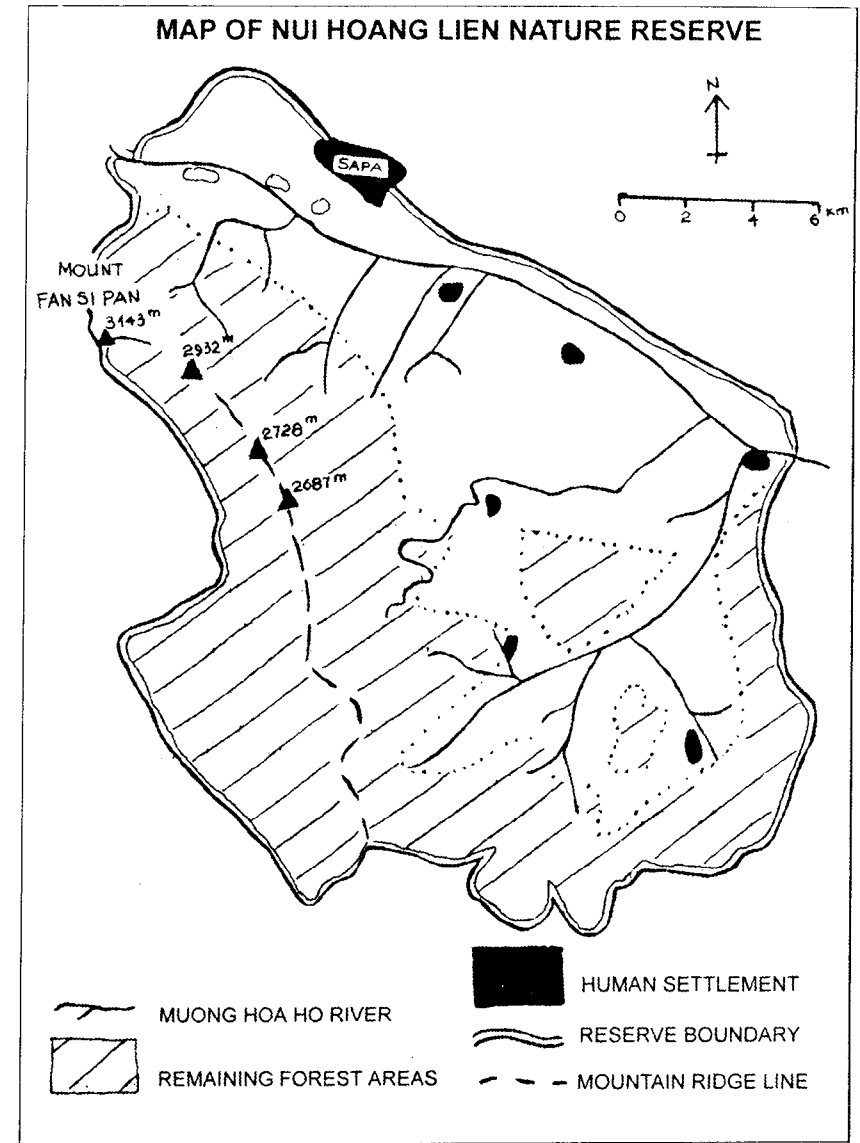 MAP OF NUI HOANG LIEN NATURE RESERVE
N
SAPA
0 2 4 6 km
MOUNT
FAN SI PAN
3143 m
2932 m
2728 m
2687 m
MUONG HOA HO RIVER
REMAINING FOREST AREAS
HUMAN SETTLEMENT
RESERVE BOUNDARY
MOUNTAIN RIDGE LINE